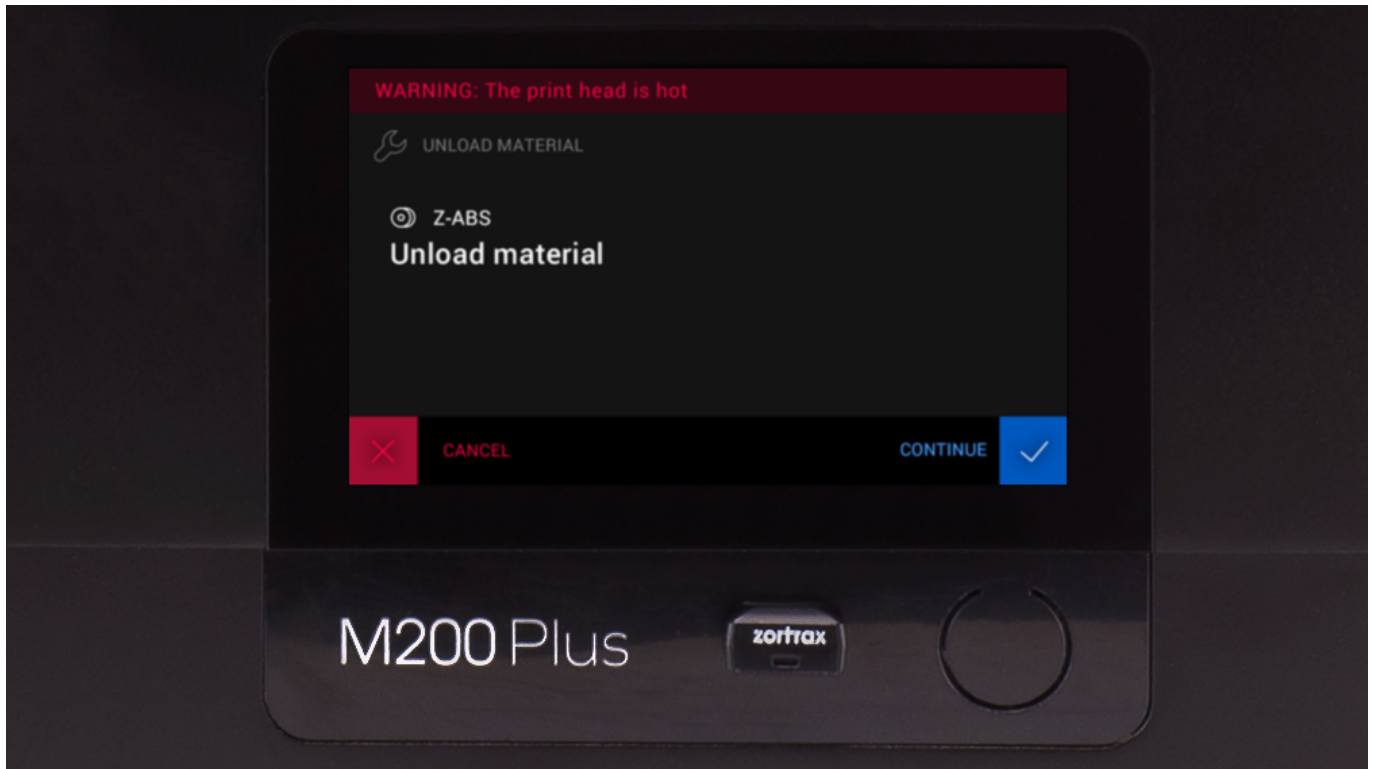 WARNING: The print head is hot
UNLOAD MATERIAL
Z-ABS
Unload material
CANCEL
CONTINUE
M200 Plus
zortrax